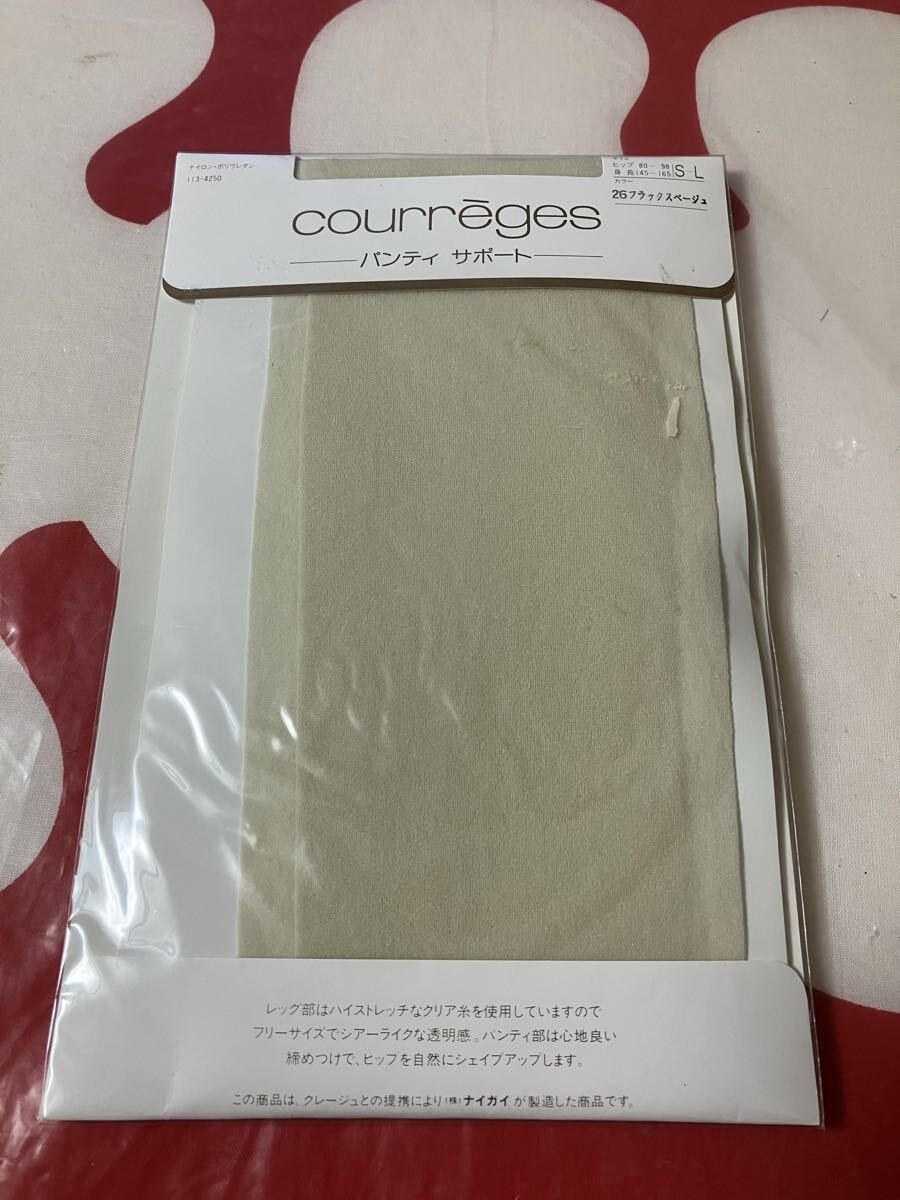 ナイロン・ポリウレタン
113-4250
サイズ
ヒップ 80－98
身長 145－165
S-L
カラー
26フラックスベージュ
courrēges
パンティ サポート
レッグ部はハイストレッチなクリア糸を使用していますので
フリーサイズでシアーライクな透明感。パンティ部は心地良い
締めつけで、ヒップを自然にシェイプアップします。
この商品は、クレージュとの提携により(株)ナイガイが製造した商品です。